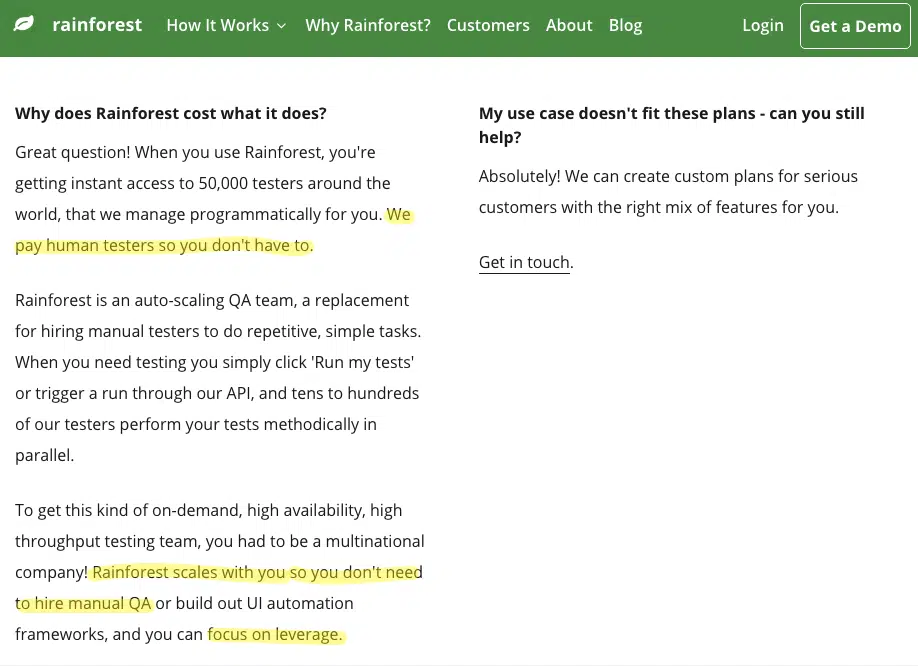 rainforest How It Works Why Rainforest? Customers About Blog Login Get a Demo
Why does Rainforest cost what it does?
Great question! When you use Rainforest, you're
getting instant access to 50,000 testers around the
world, that we manage programmatically for you. We
pay human testers so you don't have to.
Rainforest is an auto-scaling QA team, a replacement
for hiring manual testers to do repetitive, simple tasks.
When you need testing you simply click 'Run my tests'
or trigger a run through our API, and tens to hundreds
of our testers perform your tests methodically in
parallel.
To get this kind of on-demand, high availability, high
throughput testing team, you had to be a multinational
company! Rainforest scales with you so you don't need
to hire manual QA or build out UI automation
frameworks, and you can focus on leverage.
My use case doesn't fit these plans - can you still
help?
Absolutely! We can create custom plans for serious
customers with the right mix of features for you.
Get in touch.